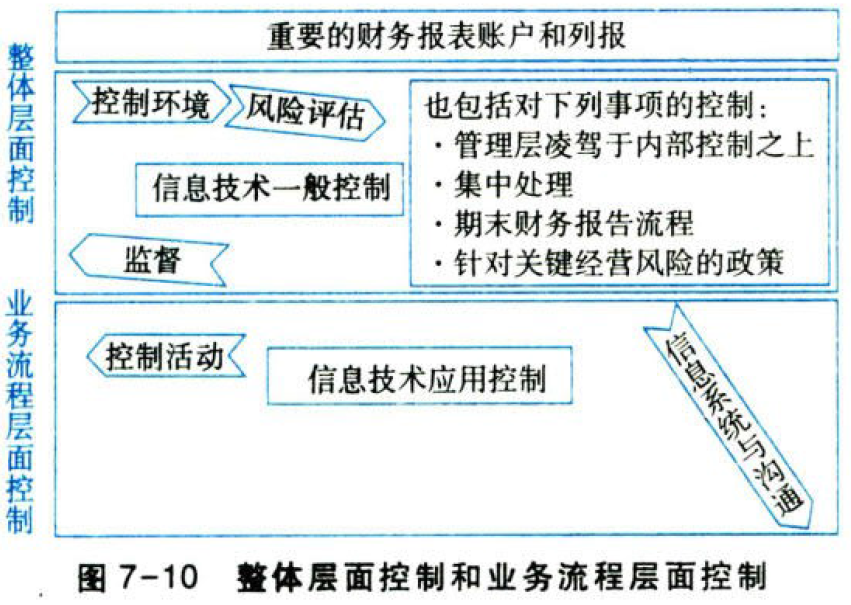 重要的财务报表账户和列报
整体层面控制
控制环境
风险评估
信息技术一般控制
监督
也包括对下列事项的控制：
·管理层凌驾于内部控制之上
·集中处理
·期末财务报告流程
·针对关键经营风险的政策
业务流程层面控制
控制活动
信息技术应用控制
信息系统与沟通
图 7-10 整体层面控制和业务流程层面控制